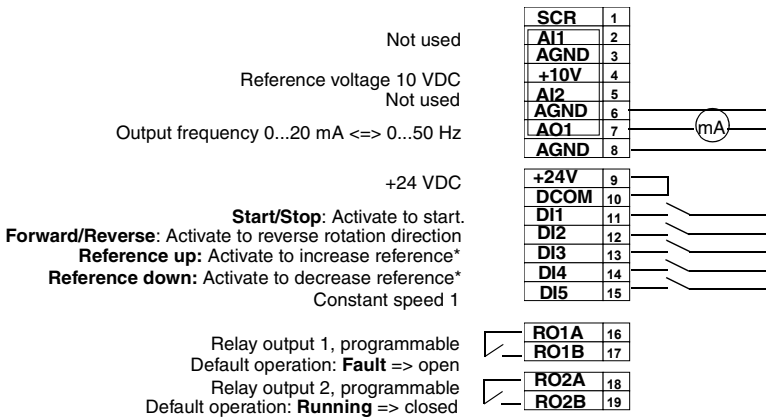 SCR 1
Not used AI1 2
AGND 3
Reference voltage 10 VDC +10V 4
Not used AI2 5
AGND 6
Output frequency 0...20 mA <=> 0...50 Hz AO1 7 mA
AGND 8
+24 VDC +24V 9
DCOM 10
Start/Stop: Activate to start. DI1 11
Forward/Reverse: Activate to reverse rotation direction DI2 12
Reference up: Activate to increase reference* DI3 13
Reference down: Activate to decrease reference* DI4 14
Constant speed 1 DI5 15
Relay output 1, programmable RO1A 16
Default operation: Fault => open RO1B 17
Relay output 2, programmable RO2A 18
Default operation: Running => closed RO2B 19